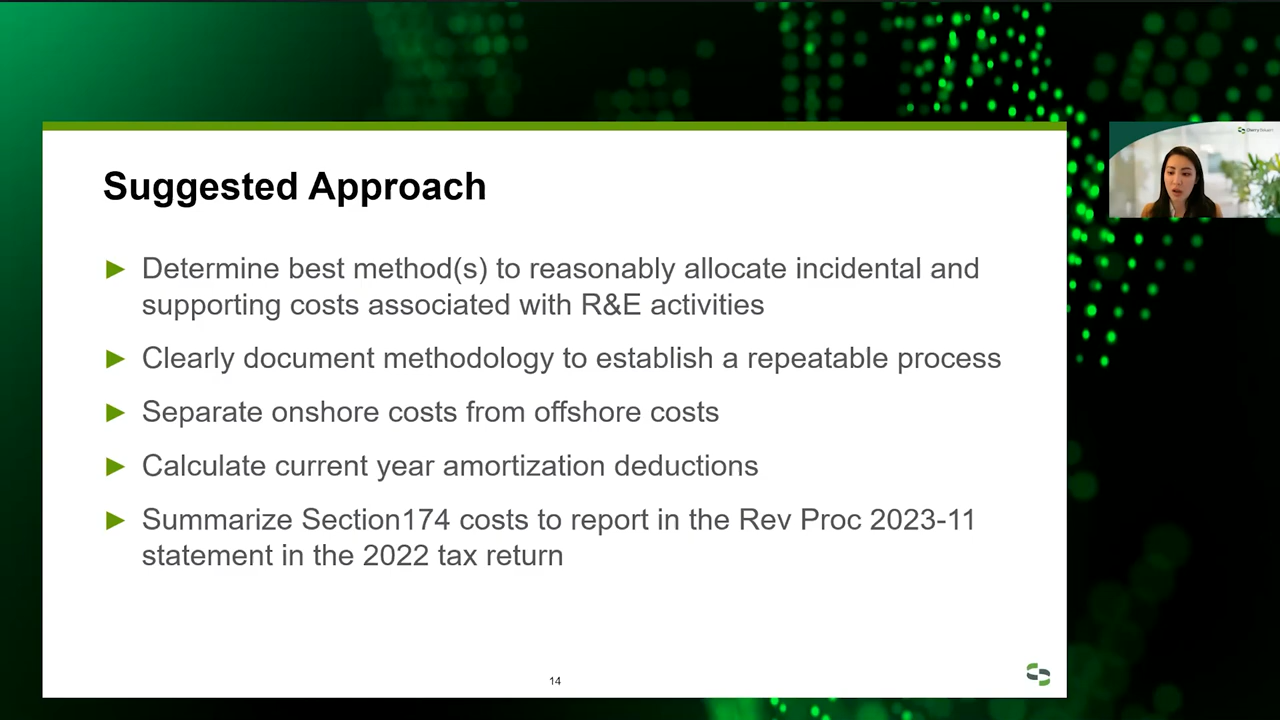 Suggested Approach
Determine best method(s) to reasonably allocate incidental and
supporting costs associated with R&E activities
Clearly document methodology to establish a repeatable process
Separate onshore costs from offshore costs
Calculate current year amortization deductions
Summarize Section174 costs to report in the Rev Proc 2023-11
statement in the 2022 tax return
14
Cherry Bekaert